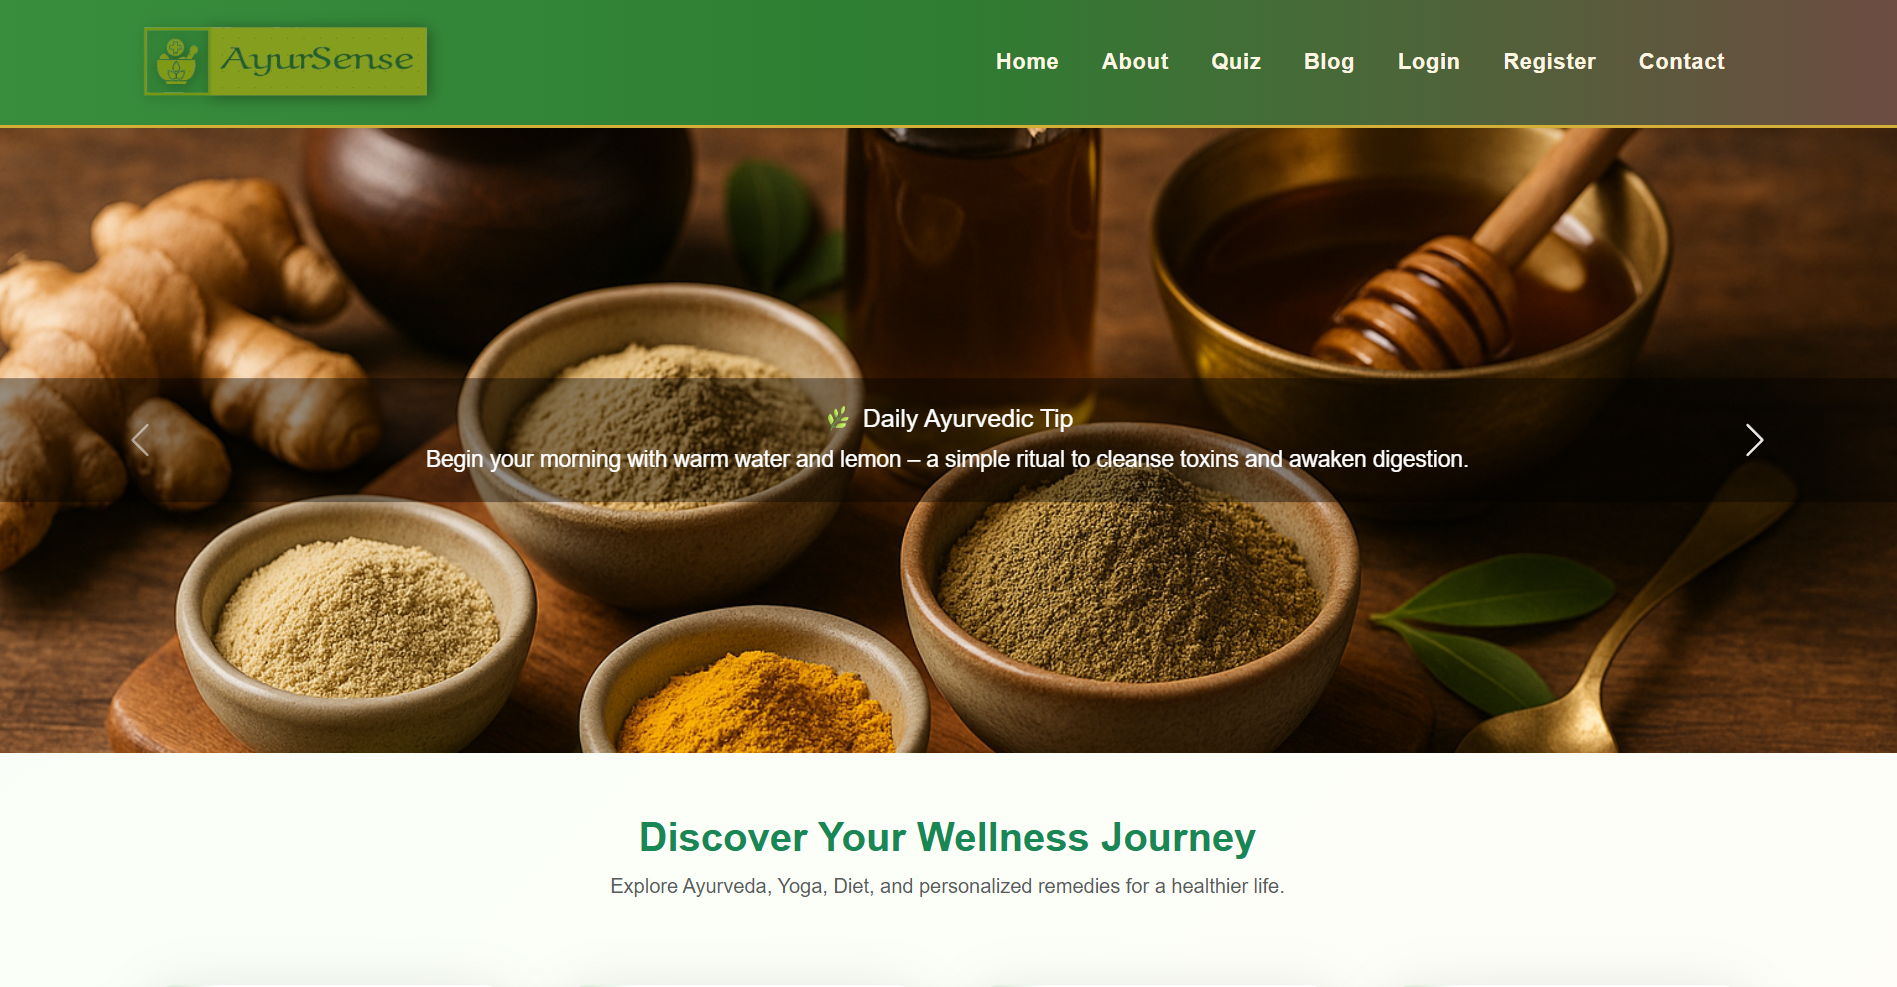 AyurSense
Home About Quiz Blog Login Register Contact
Daily Ayurvedic Tip
Begin your morning with warm water and lemon – a simple ritual to cleanse toxins and awaken digestion.
Discover Your Wellness Journey
Explore Ayurveda, Yoga, Diet, and personalized remedies for a healthier life.